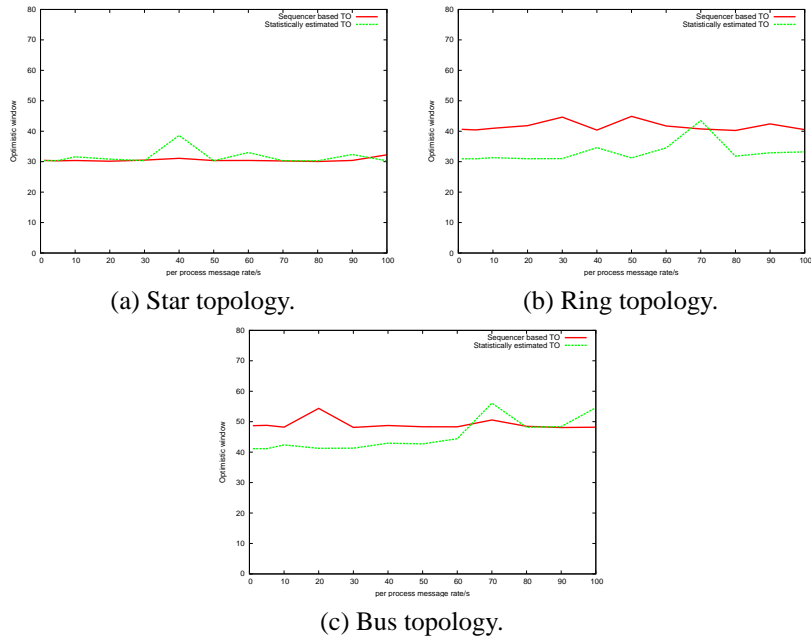 80
70
60
50
40
30
20
10
0
Optimistic window
Sequencer based TO
Statistically estimated TO
0 10 20 30 40 50 60 70 80 90 100
per process message rate/s
(a) Star topology.
80
70
60
50
40
30
20
10
0
Optimistic window
Sequencer based TO
Statistically estimated TO
0 10 20 30 40 50 60 70 80 90 100
per process message rate/s
(b) Ring topology.
80
70
60
50
40
30
20
10
0
Optimistic window
Sequencer based TO
Statistically estimated TO
0 10 20 30 40 50 60 70 80 90 100
per process message rate/s
(c) Bus topology.